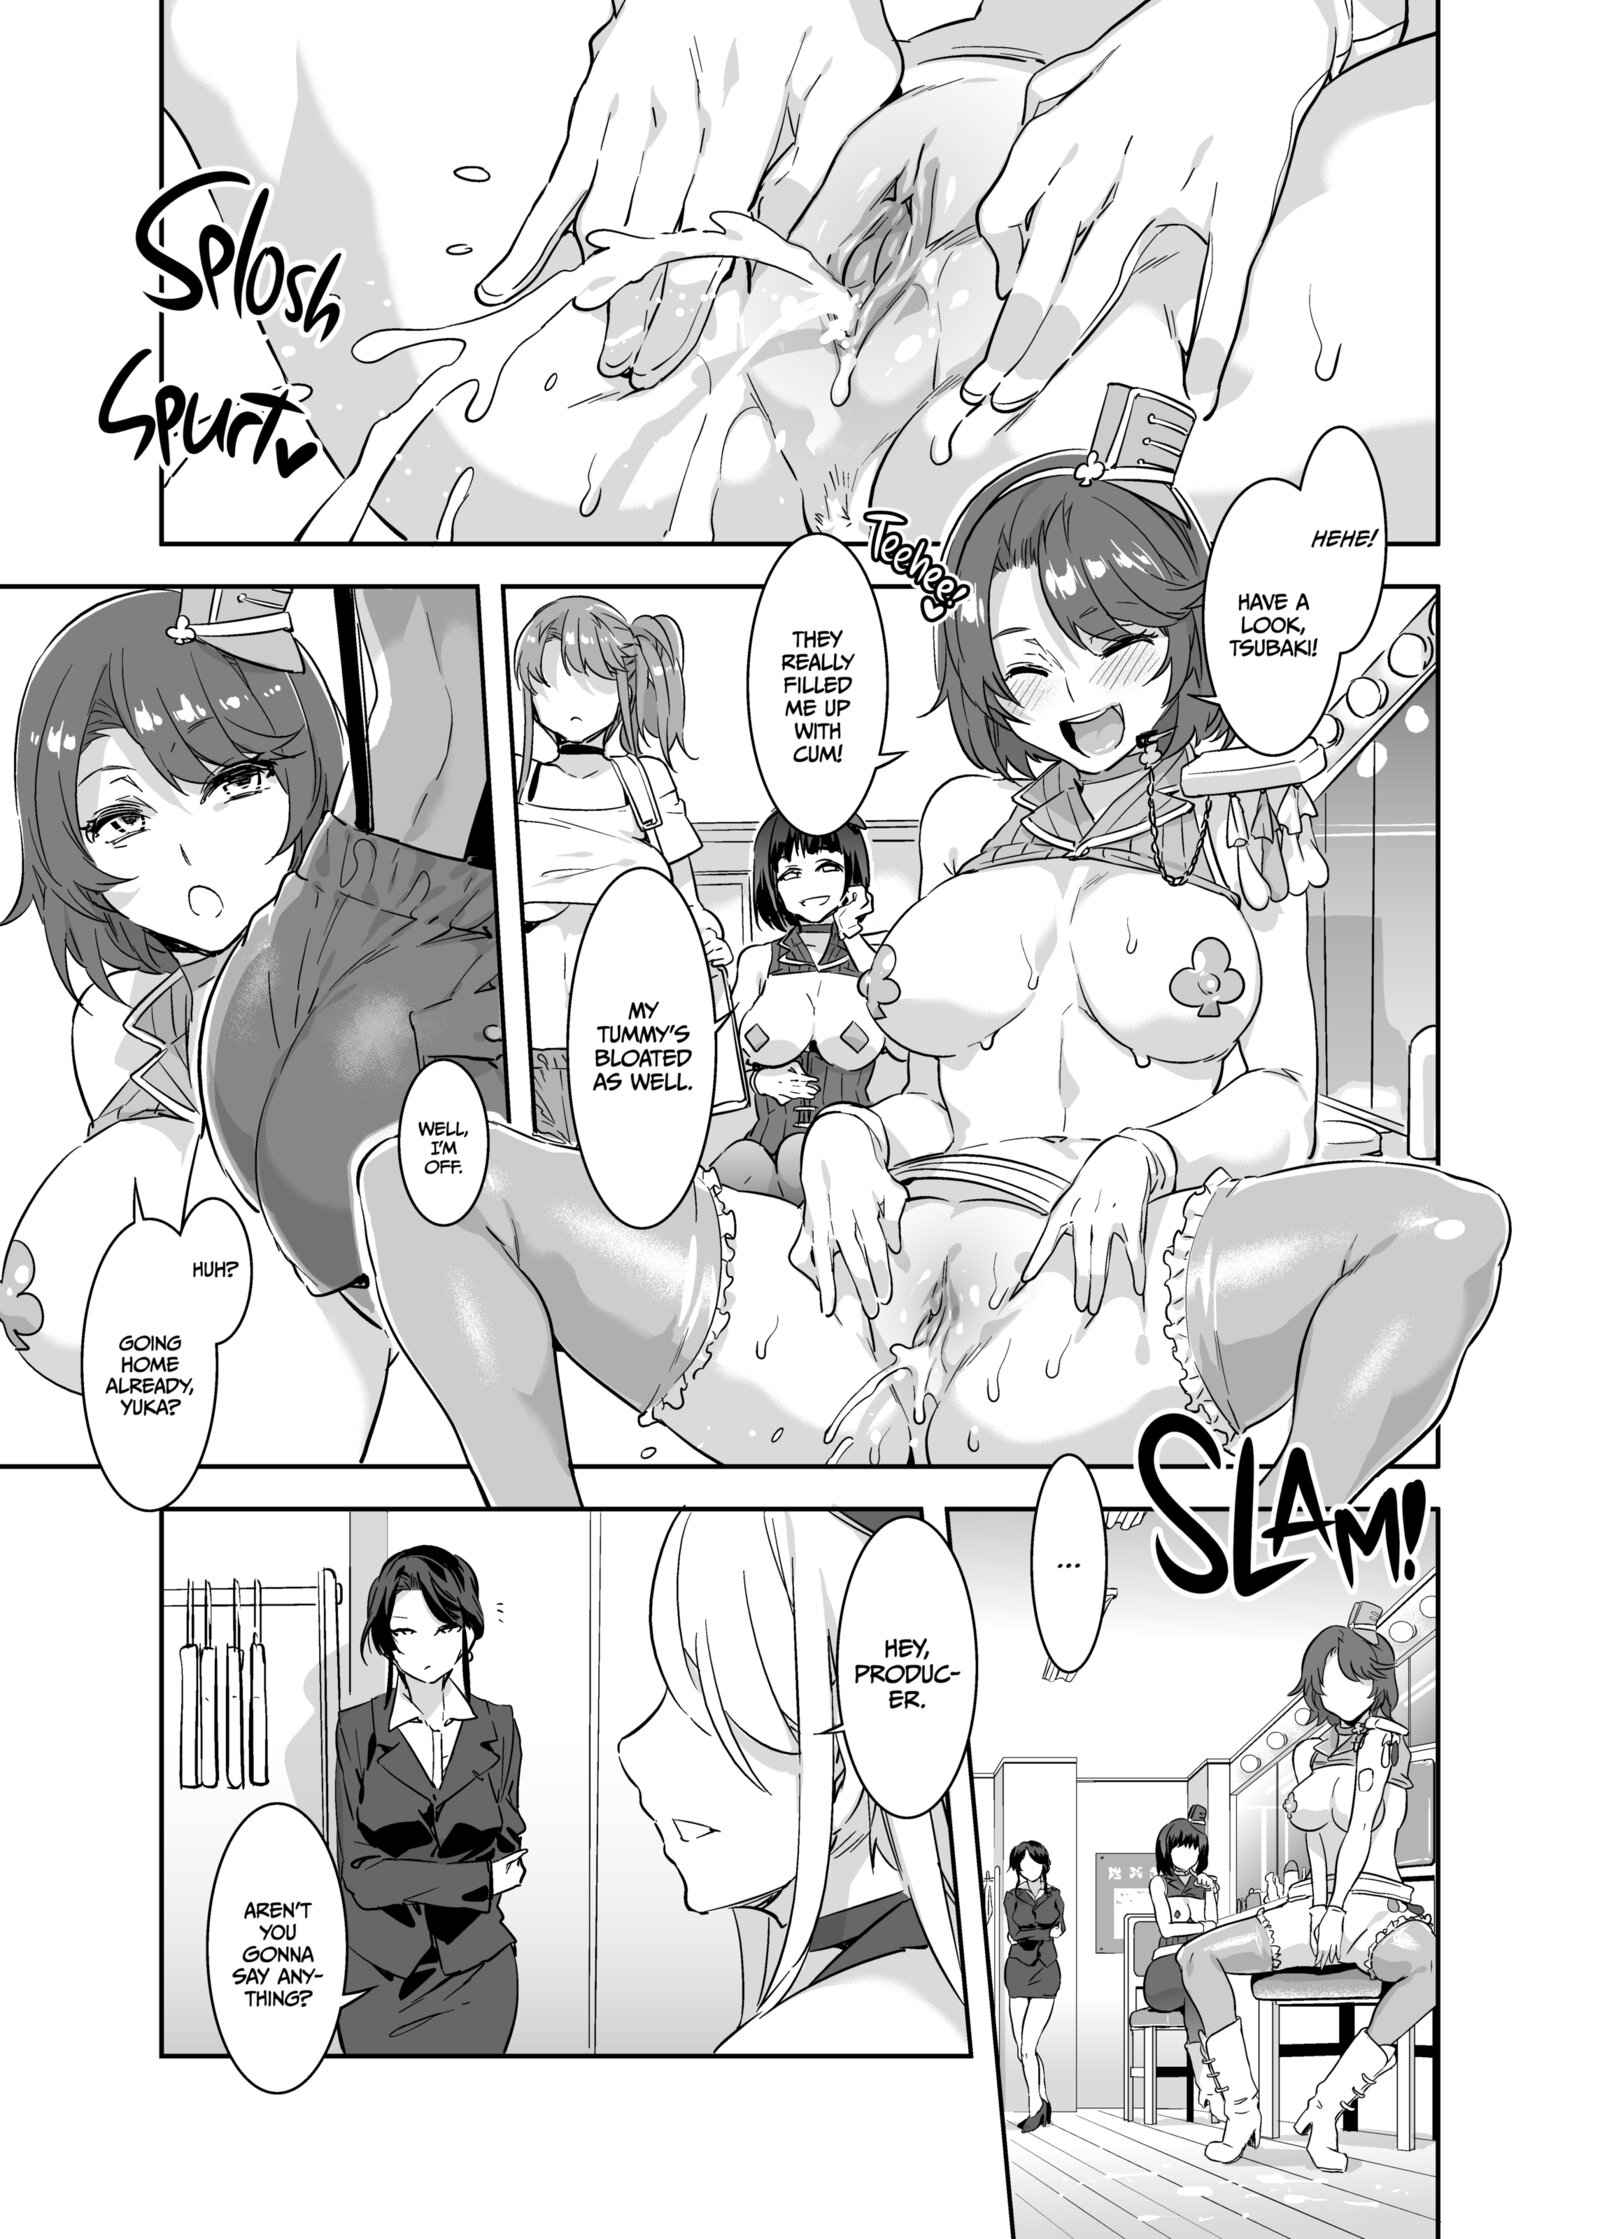 Splosh
Spurt
HEHE!
HAVE A
LOOK,
TSUBAKI!
Teehee!
THEY
REALLY
FILLED
ME UP
WITH
CUM!
MY
TUMMY'S
BLOATED
AS WELL.
WELL,
I'M
OFF.
HUH?
GOING
HOME
ALREADY,
YUKA?
SLAM!
...
HEY,
PRODUC-
ER.
AREN'T
YOU
GONNA
SAY ANY-
THING?